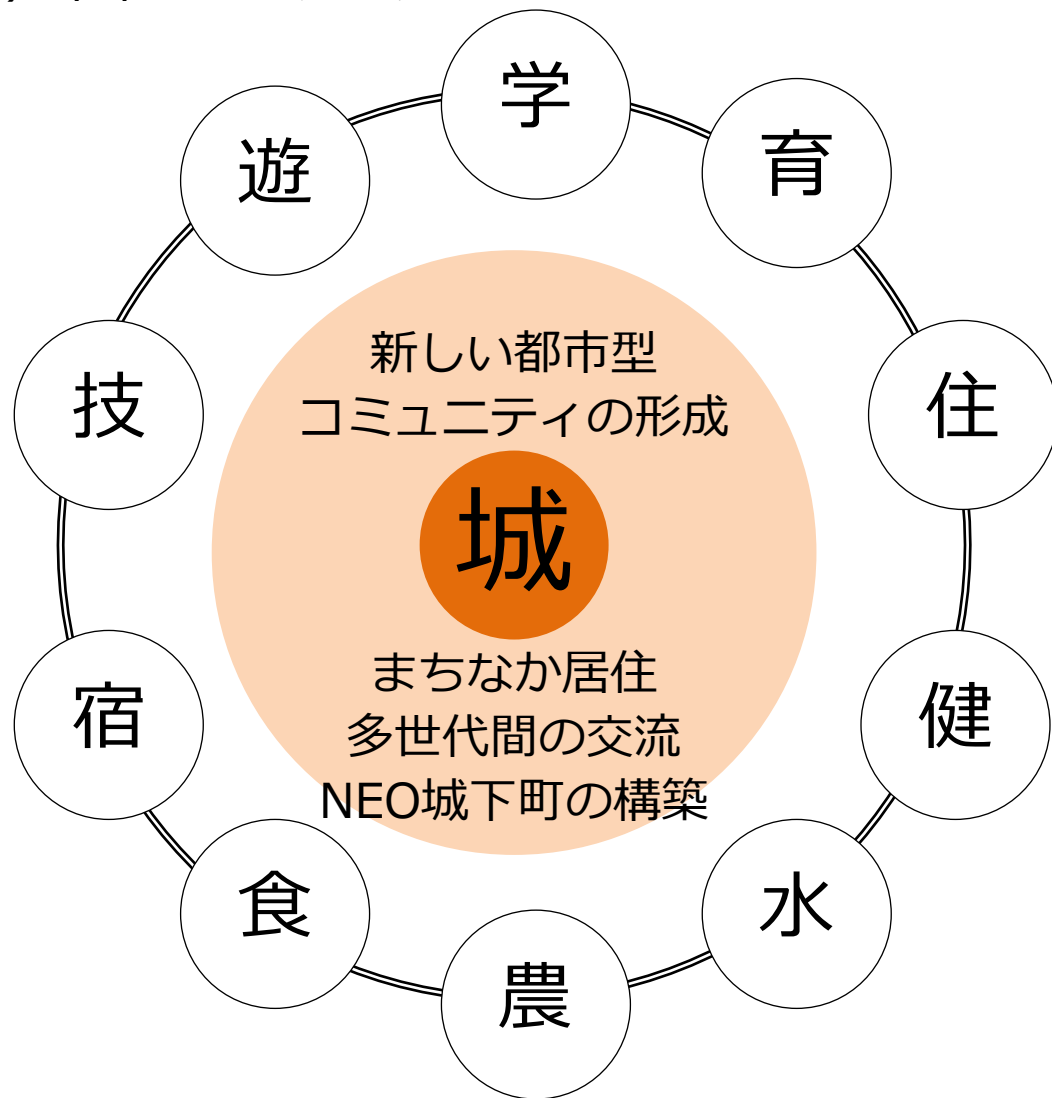 学
育
住
健
水
農
食
宿
技
遊
新しい都市型
コミュニティの形成
城
まちなか居住
多世代間の交流
NEO城下町の構築